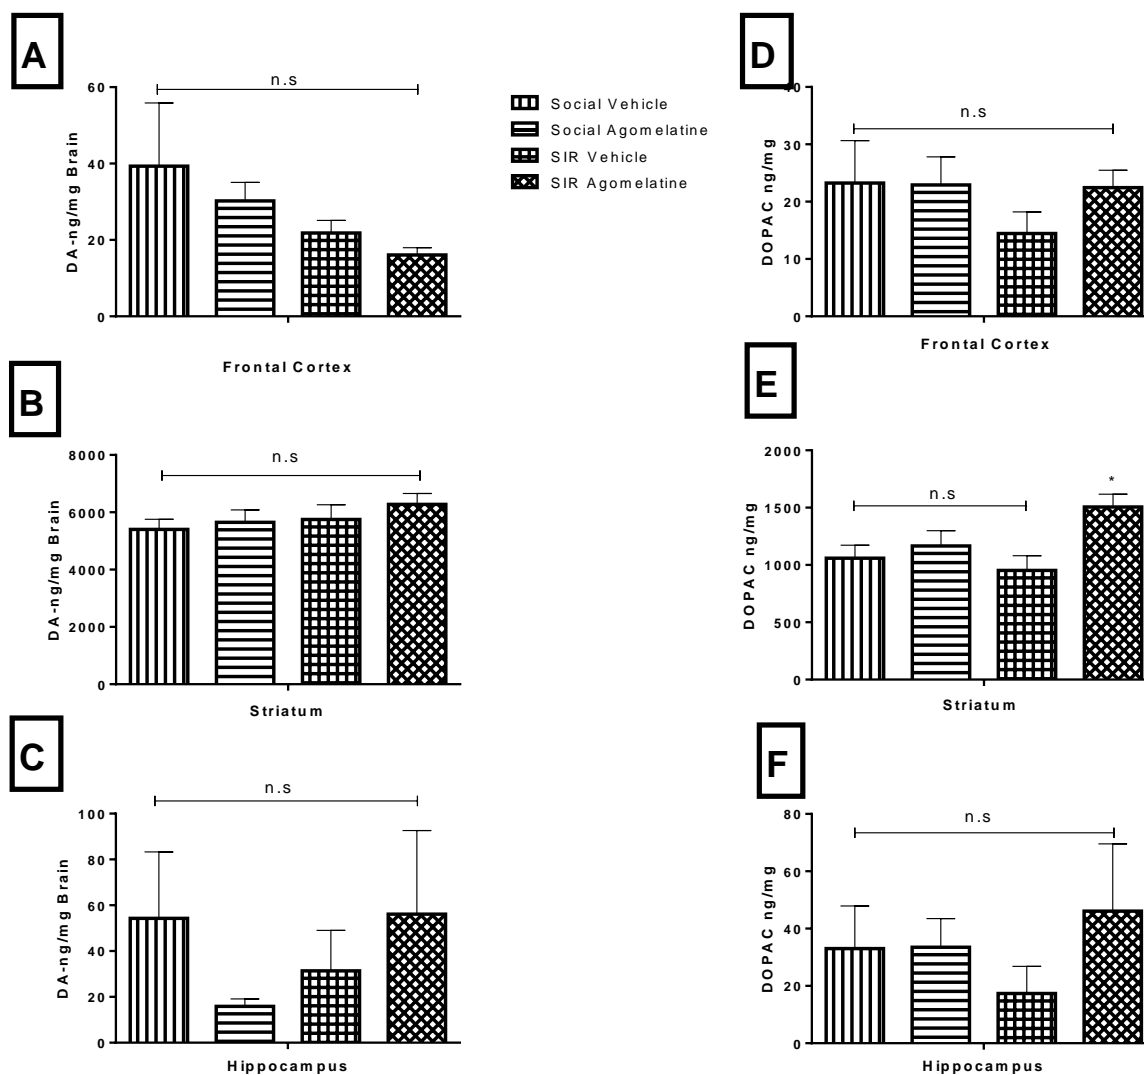 A
n.s
60
40
20
0
DA-ng/mg Brain
Frontal Cortex
Social Vehicle
Social Agomelatine
SIR Vehicle
SIR Agomelatine
D
n.s
40
30
20
10
0
DOPAC ng/mg
Frontal Cortex
B
n.s
8000
6000
4000
2000
0
DA-ng/mg Brain
Striatum
E
n.s
*
2000
1500
1000
500
0
DOPAC ng/mg
Striatum
C
n.s
100
80
60
40
20
0
DA-ng/mg Brain
Hippocampus
F
n.s
80
60
40
20
0
DOPAC ng/mg
Hippocampus